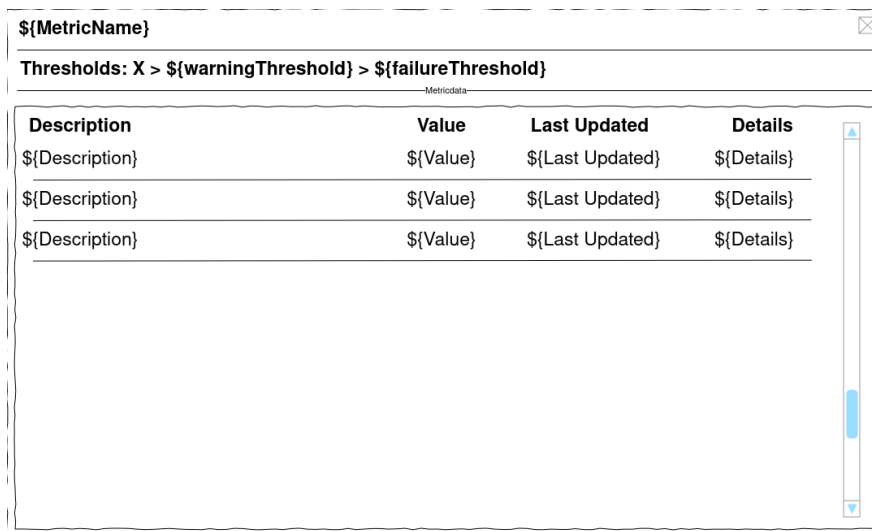 ${MetricName}
Thresholds: X > ${warningThreshold} > ${failureThreshold}
Metricdata
Description Value Last Updated Details
${Description} ${Value} ${Last Updated} ${Details}
${Description} ${Value} ${Last Updated} ${Details}
${Description} ${Value} ${Last Updated} ${Details}